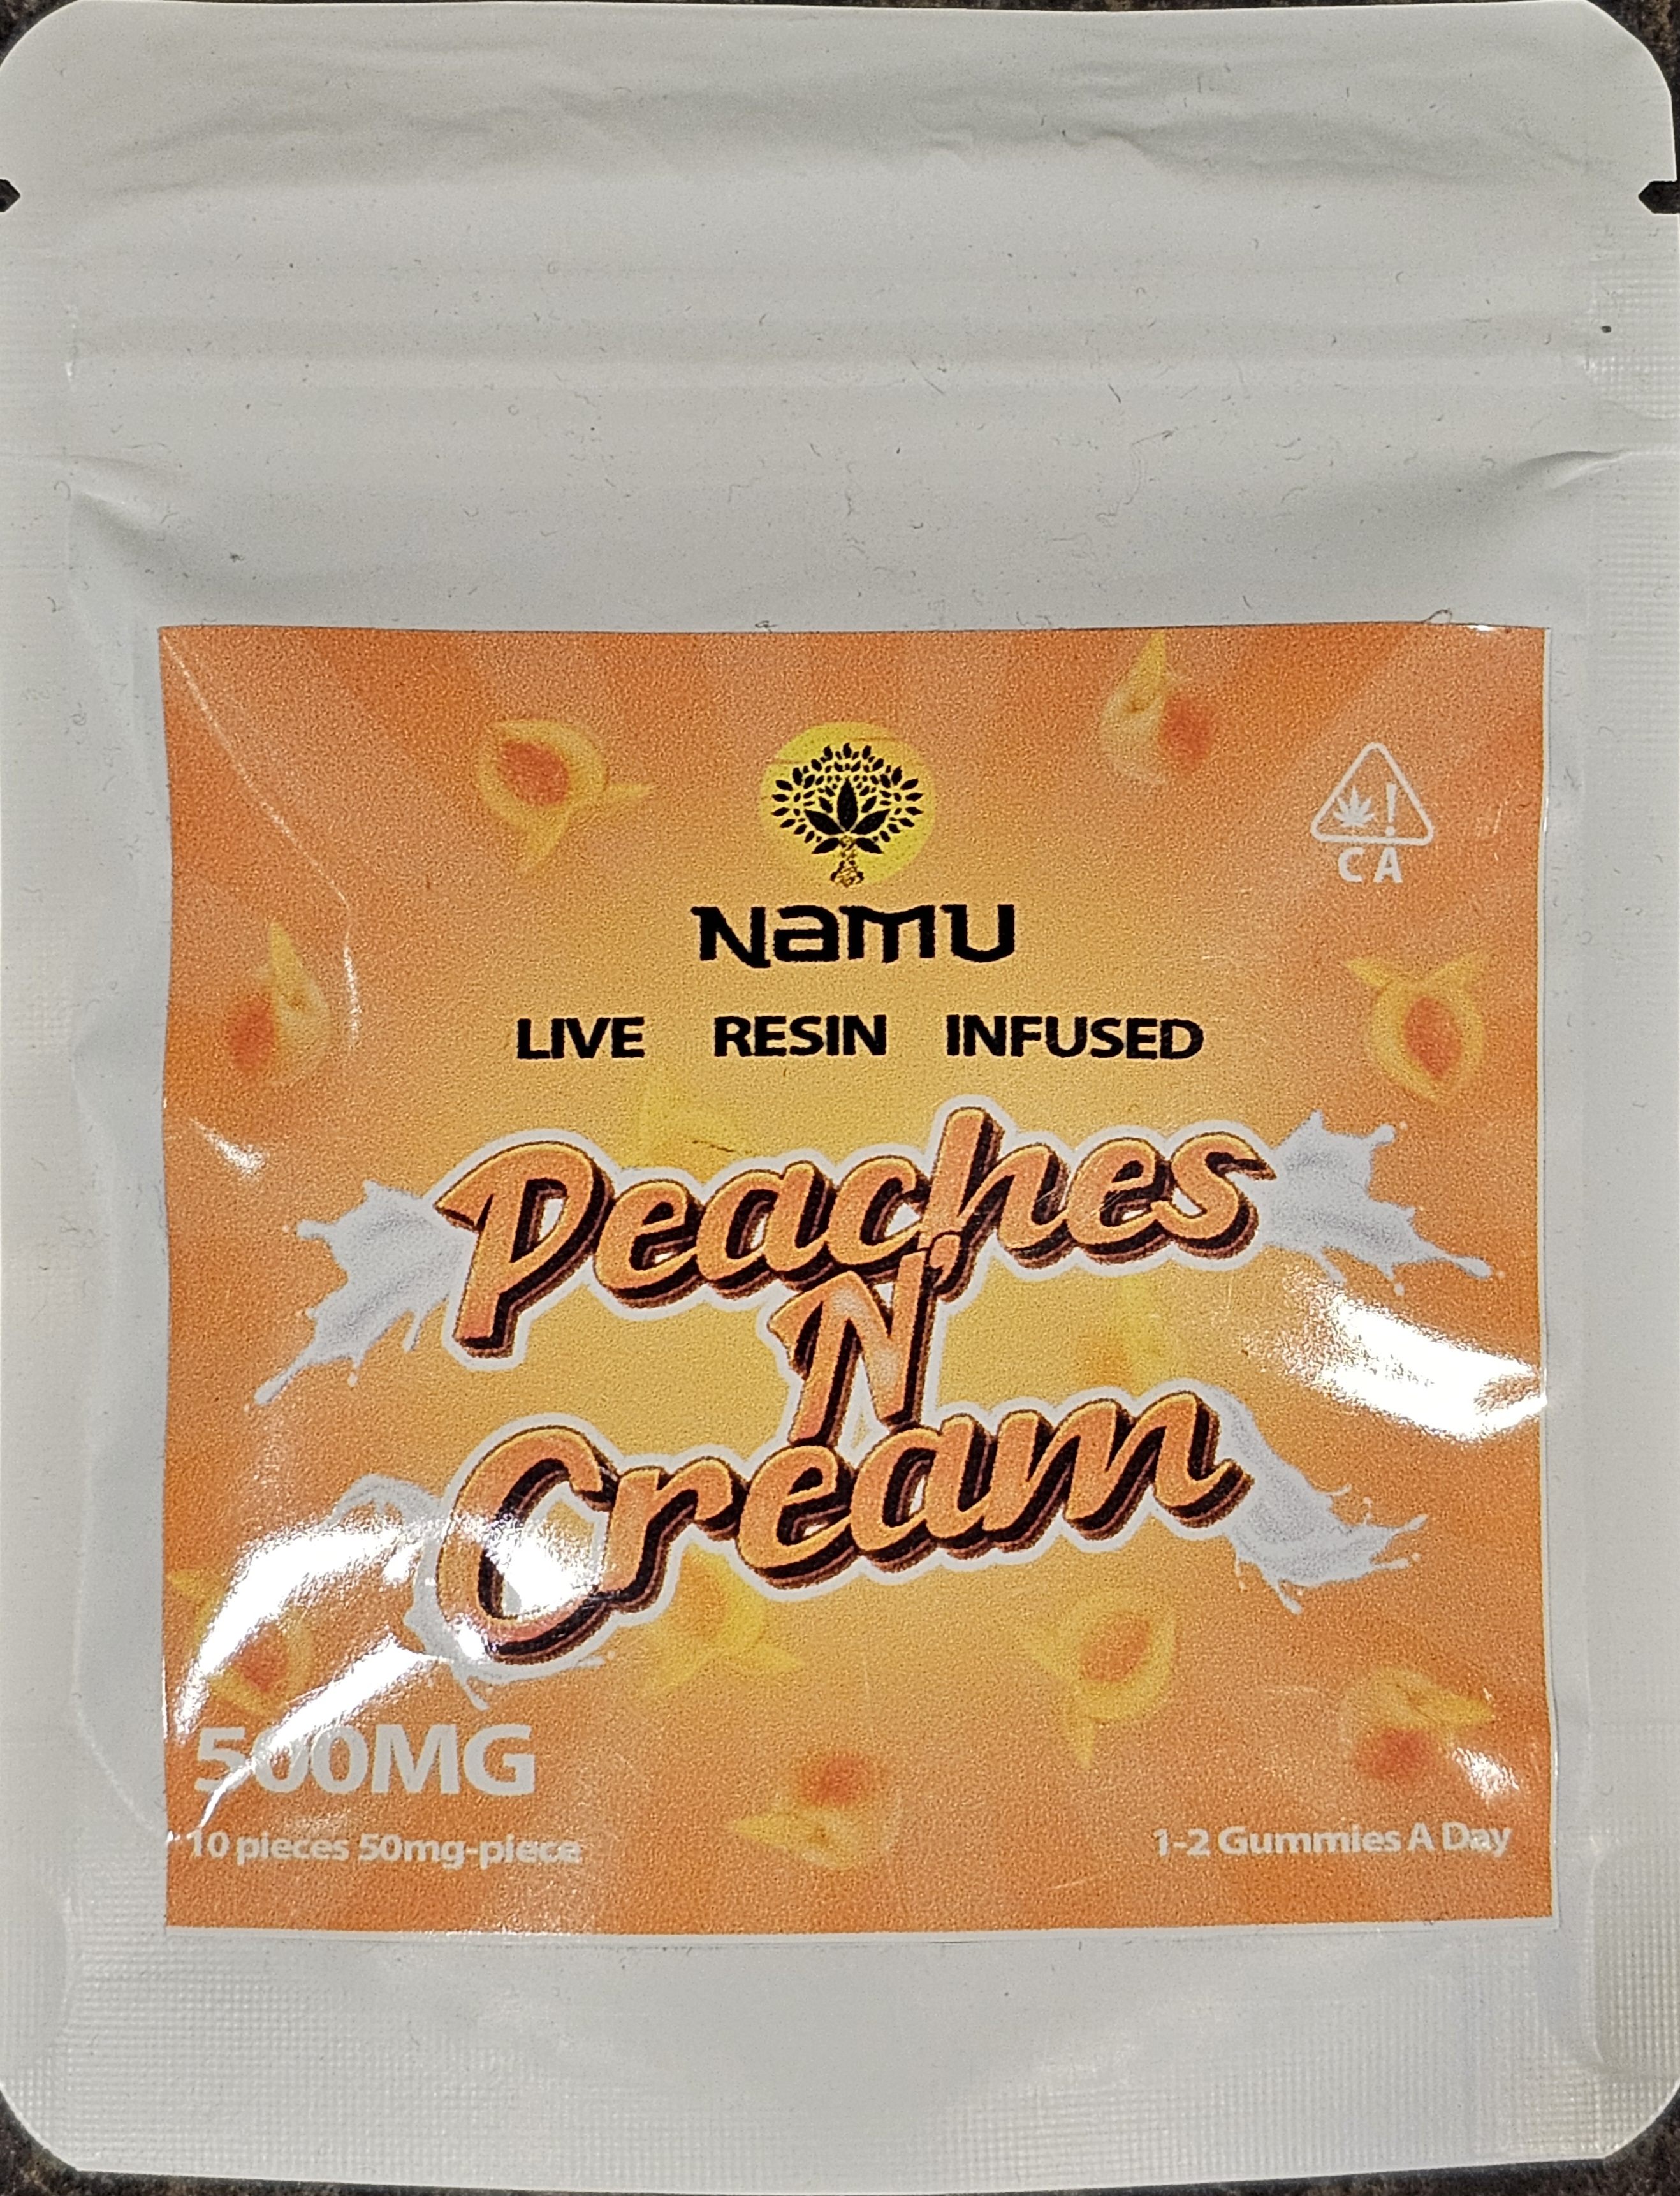 Namu
LIVE RESIN INFUSED
CA
Peaches
N'
Cream
500MG
10 pieces 50mg-piece
1-2 Gummies A Day